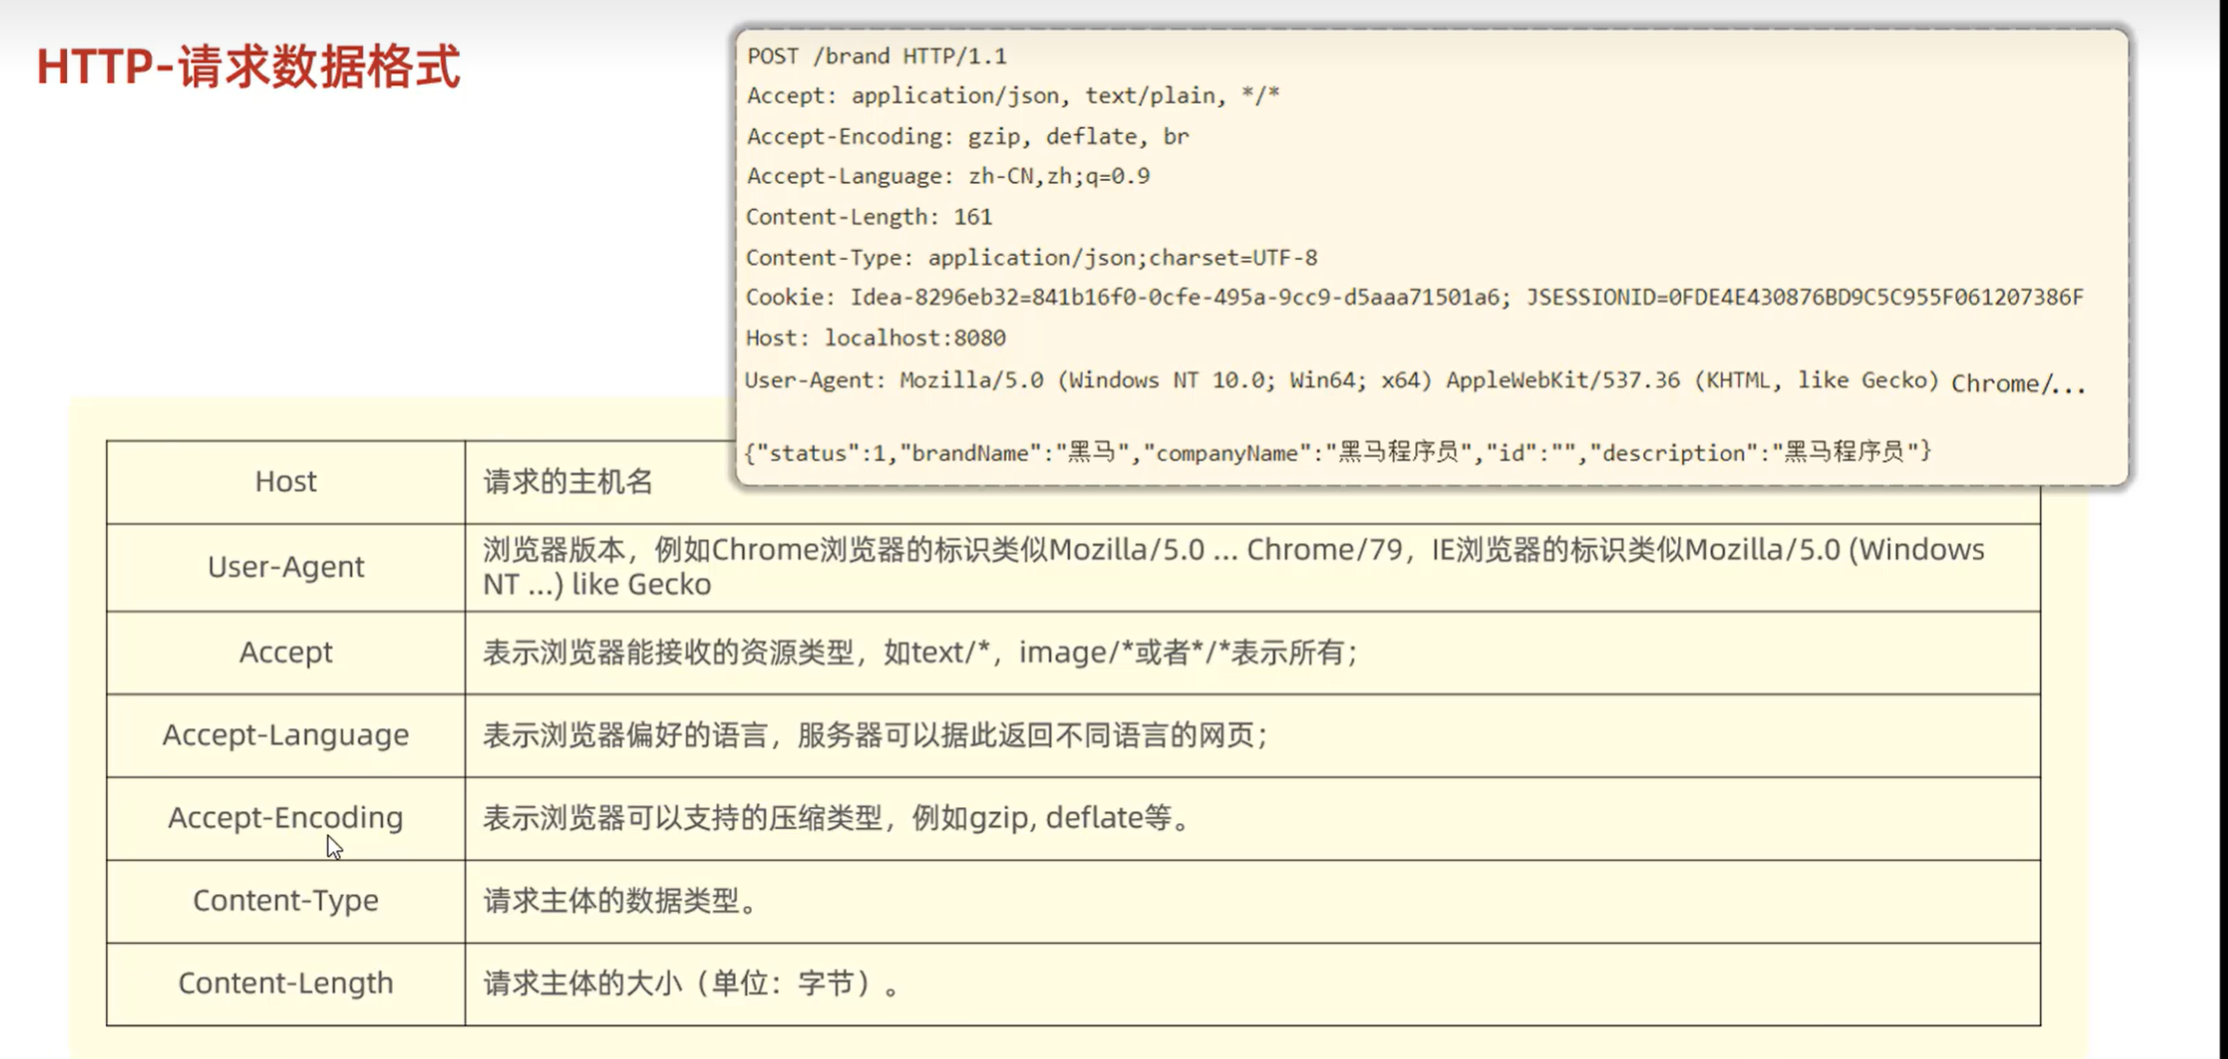 HTTP-请求数据格式
POST /brand HTTP/1.1
Accept: application/json, text/plain, */*
Accept-Encoding: gzip, deflate, br
Accept-Language: zh-CN,zh;q=0.9
Content-Length: 161
Content-Type: application/json;charset=UTF-8
Cookie: Idea-8296eb32=841b16f0-0cfe-495a-9cc9-d5aaa71501a6; JSESSIONID=0FDE4E430876BD9C5C955F061207386F
Host: localhost:8080
User-Agent: Mozilla/5.0 (Windows NT 10.0; Win64; x64) AppleWebKit/537.36 (KHTML, like Gecko) Chrome/...
{"status":1,"brandName":"黑马","companyName":"黑马程序员","id":"","description":"黑马程序员"}
Host 请求的主机名
User-Agent 浏览器版本，例如Chrome浏览器的标识类似Mozilla/5.0 ... Chrome/79，IE浏览器的标识类似Mozilla/5.0 (Windows
NT ...) like Gecko
Accept 表示浏览器能接收的资源类型，如text/*，image/*或者*/*表示所有；
Accept-Language 表示浏览器偏好的语言，服务器可以据此返回不同语言的网页；
Accept-Encoding 表示浏览器可以支持的压缩类型，例如gzip, deflate等。
Content-Type 请求主体的数据类型。
Content-Length 请求主体的大小（单位：字节）。